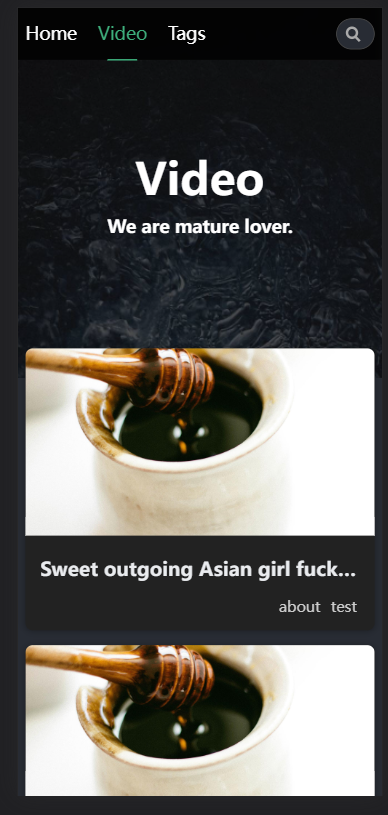 Home Video Tags
Video
We are mature lover.
Sweet outgoing Asian girl fuck...
about test